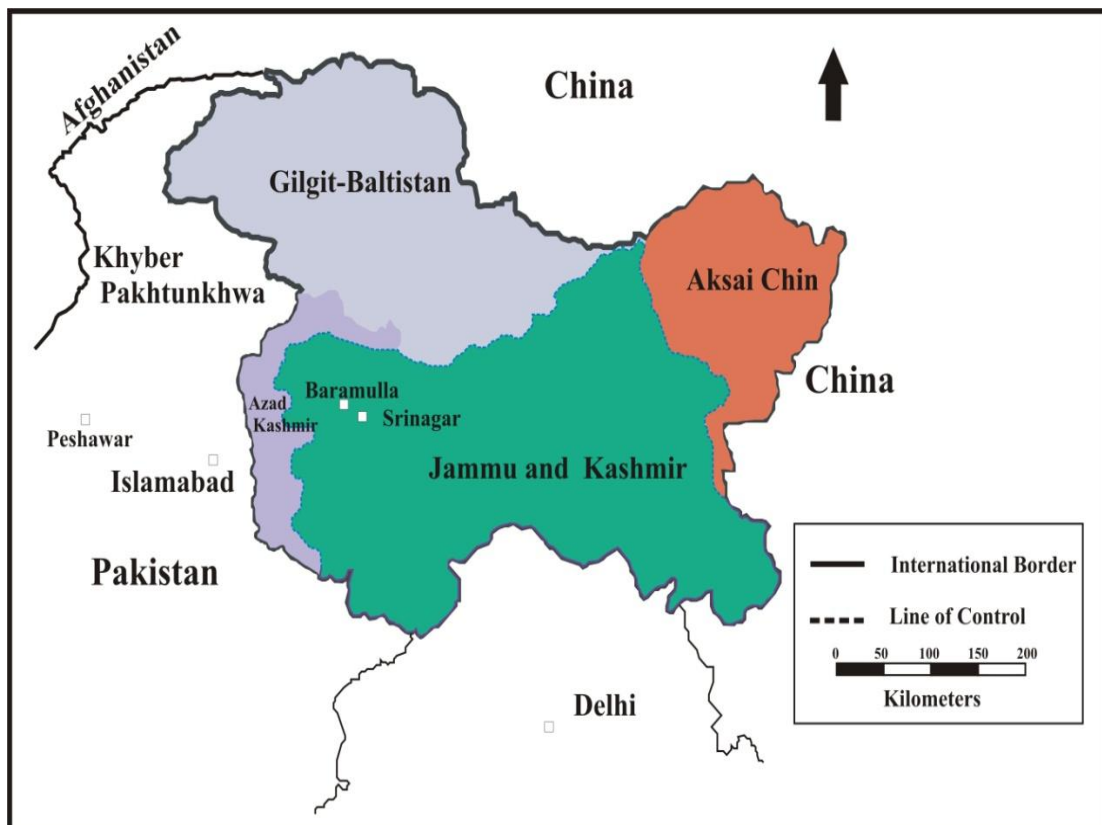 Afghanistan
China
Gilgit-Baltistan
Khyber
Pakhtunkhwa
Aksai Chin
China
Baramulla
Azad
Kashmir
Srinagar
Peshawar
Islamabad
Jammu and Kashmir
Pakistan
International Border
Line of Control
0 50 100 150 200
Kilometers
Delhi